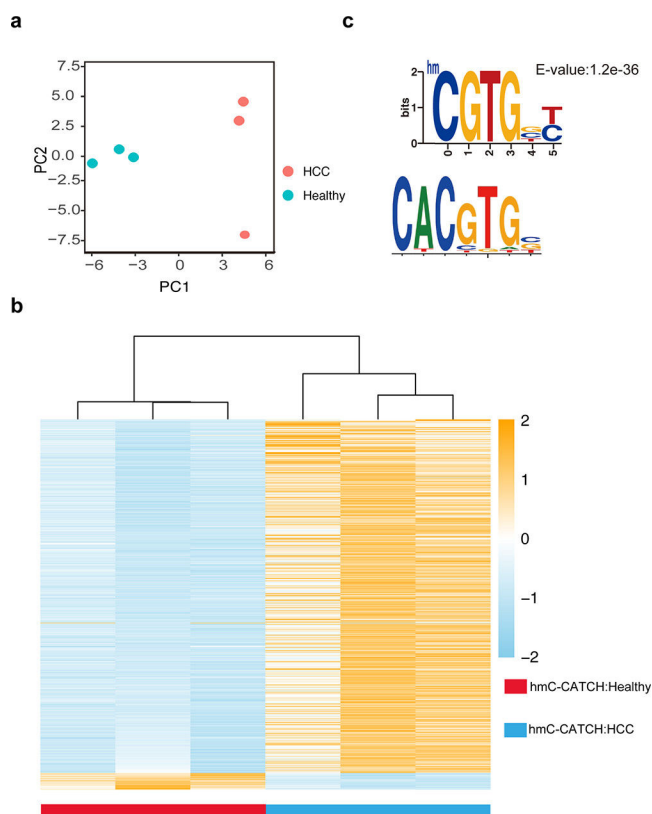 a
7.5
5.0
2.5
0.0
−2.5
−5.0
−7.5
PC2
−6
−3
0
3
6
PC1
HCC
Healthy
c
hm
E-value:1.2e-36
2
1
0
bits
CGTG
T
C
0 1 2 3 4 5
CACGTG
b
2
1
0
−1
−2
hmC-CATCH:Healthy
hmC-CATCH:HCC